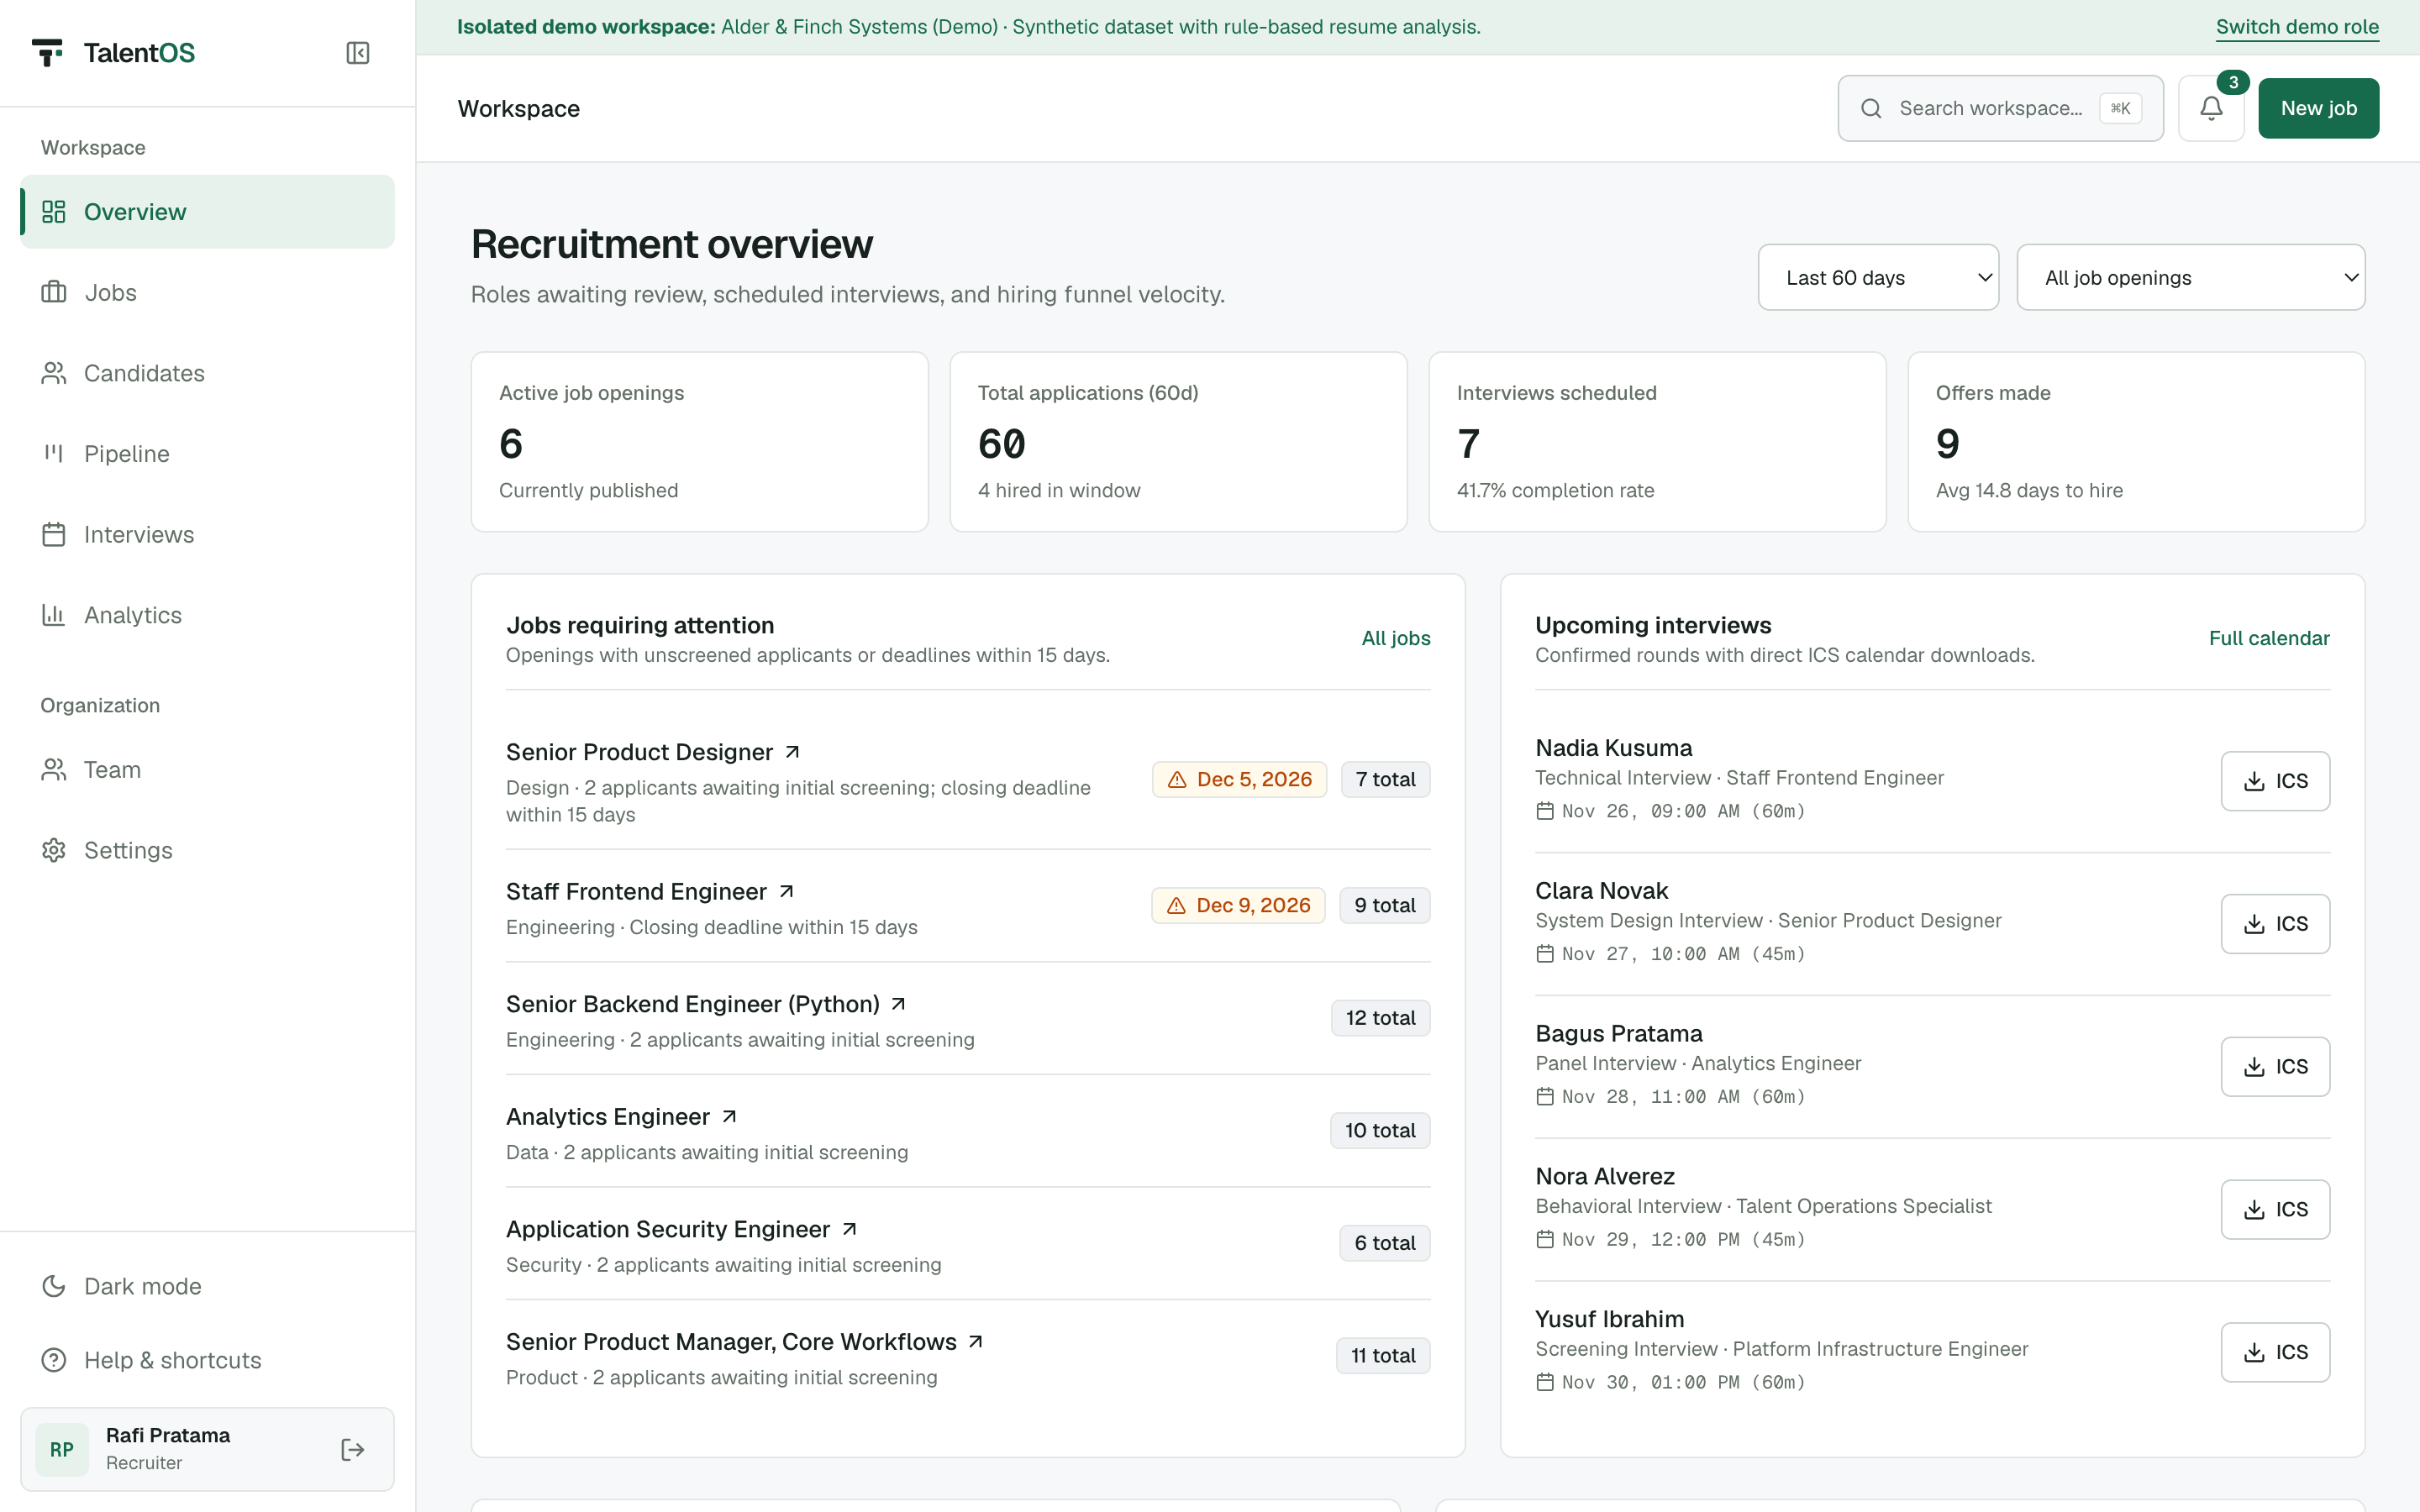 TalentOS
Workspace
Overview
Jobs
Candidates
Pipeline
Interviews
Analytics
Organization
Team
Settings
Dark mode
Help & shortcuts
RP
Rafi Pratama
Recruiter
Isolated demo workspace: Alder & Finch Systems (Demo) · Synthetic dataset with rule-based resume analysis.
Switch demo role
Workspace
Search workspace...
⌘K
3
New job
Recruitment overview
Roles awaiting review, scheduled interviews, and hiring funnel velocity.
Last 60 days
All job openings
Active job openings
6
Currently published
Total applications (60d)
60
4 hired in window
Interviews scheduled
7
41.7% completion rate
Offers made
9
Avg 14.8 days to hire
Jobs requiring attention
Openings with unscreened applicants or deadlines within 15 days.
All jobs
Senior Product Designer
Design · 2 applicants awaiting initial screening; closing deadline
within 15 days
Dec 5, 2026
7 total
Staff Frontend Engineer
Engineering · Closing deadline within 15 days
Dec 9, 2026
9 total
Senior Backend Engineer (Python)
Engineering · 2 applicants awaiting initial screening
12 total
Analytics Engineer
Data · 2 applicants awaiting initial screening
10 total
Application Security Engineer
Security · 2 applicants awaiting initial screening
6 total
Senior Product Manager, Core Workflows
Product · 2 applicants awaiting initial screening
11 total
Upcoming interviews
Confirmed rounds with direct ICS calendar downloads.
Full calendar
Nadia Kusuma
Technical Interview · Staff Frontend Engineer
Nov 26, 09:00 AM (60m)
ICS
Clara Novak
System Design Interview · Senior Product Designer
Nov 27, 10:00 AM (45m)
ICS
Bagus Pratama
Panel Interview · Analytics Engineer
Nov 28, 11:00 AM (60m)
ICS
Nora Alverez
Behavioral Interview · Talent Operations Specialist
Nov 29, 12:00 PM (45m)
ICS
Yusuf Ibrahim
Screening Interview · Platform Infrastructure Engineer
Nov 30, 01:00 PM (60m)
ICS